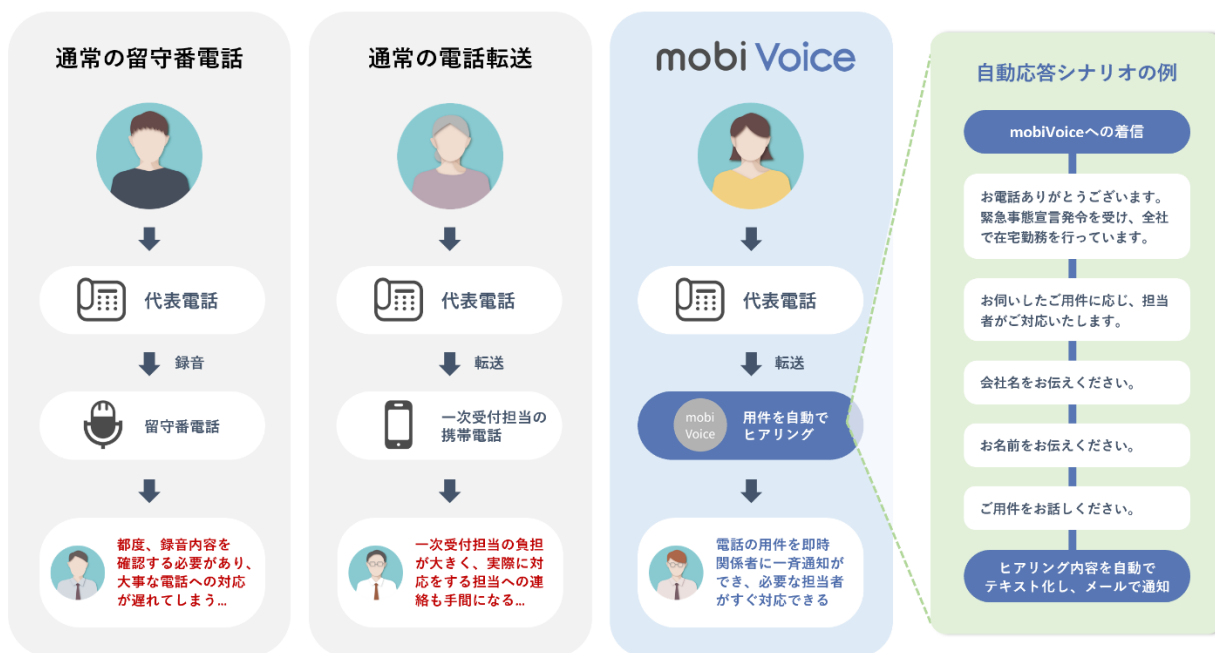 通常の留守番電話
代表電話
録音
留守番電話
都度、録音内容を
確認する必要があり、
大事な電話への対応
が遅れてしまう…
通常の電話転送
代表電話
転送
一次受付担当の
携帯電話
一次受付担当の負担
が大きく、実際に対
応をする担当への連
絡も手間になる…
mobi Voice
代表電話
転送
mobi
Voice
用件を自動で
ヒアリング
電話の用件を即時
関係者に一斉通知が
でき、必要な担当者
がすぐ対応できる
自動応答シナリオの例
mobiVoiceへの着信
お電話ありがとうございます。
緊急事態宣言発令を受け、全社
で在宅勤務を行っています。
お伺いしたご用件に応じ、担当
者がご対応いたします。
会社名をお伝えください。
お名前をお伝えください。
ご用件をお話しください。
ヒアリング内容を自動で
テキスト化し、メールで通知